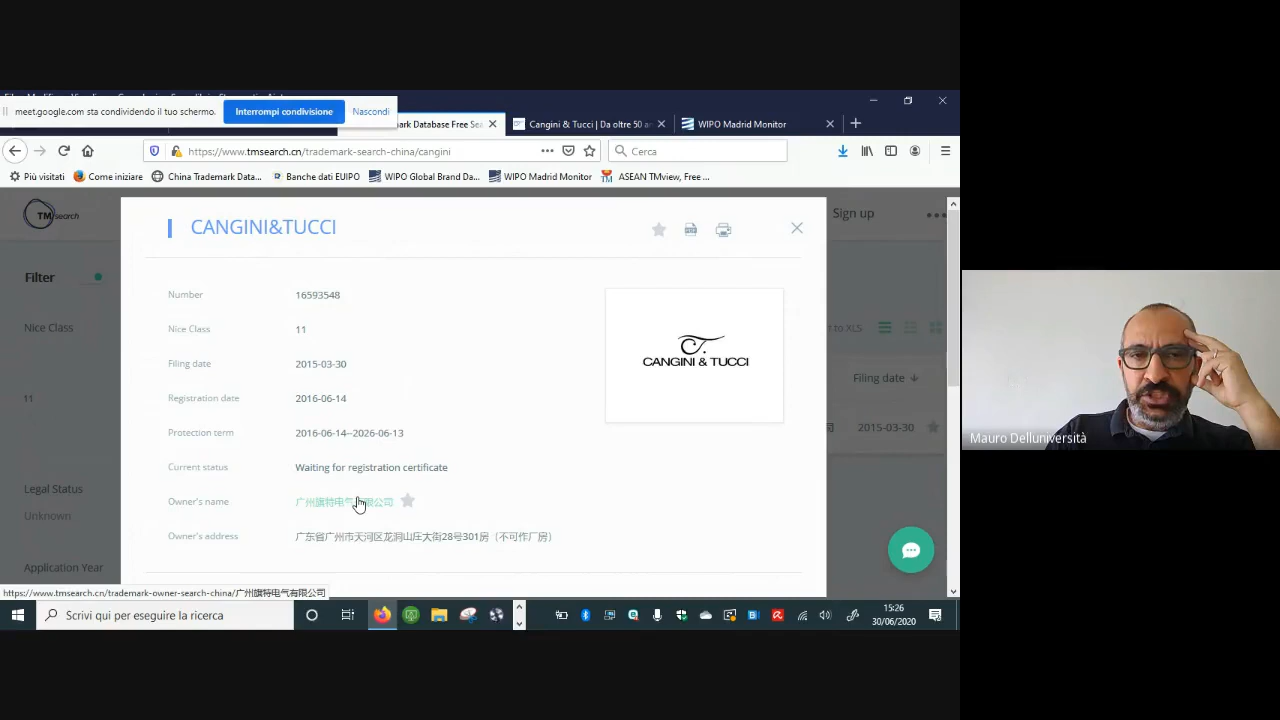 meet.google.com sta condividendo il tuo schermo. Interrompi condivisione Nascondi
ark Database Free Sea
Cangini & Tucci | Da oltre 50 a
WIPO Madrid Monitor
https://www.tmsearch.cn/trademark-search-china/cangini
Cerca
Più visitati Come iniziare China Trademark Data... Banche dati EUIPO WIPO Global Brand Da... WIPO Madrid Monitor ASEAN TMview, Free ...
TMsearch
Sign up
CANGINI&TUCCI
Filter
Nice Class
11
Legal Status
Unknown
Application Year
Number 16593548
Nice Class 11
Filing date 2015-03-30
Registration date 2016-06-14
Protection term 2016-06-14--2026-06-13
Current status Waiting for registration certificate
Owner's name 广州旗特电气有限公司
Owner's address 广东省广州市天河区龙洞山庄大街28号301房（不可作厂房）
CT.
CANGINI & TUCCI
t to XLS
Filing date
司 2015-03-30
https://www.tmsearch.cn/trademark-owner-search-china/广州旗特电气有限公司
Scrivi qui per eseguire la ricerca
15:26
30/06/2020
Mauro Delluniversità